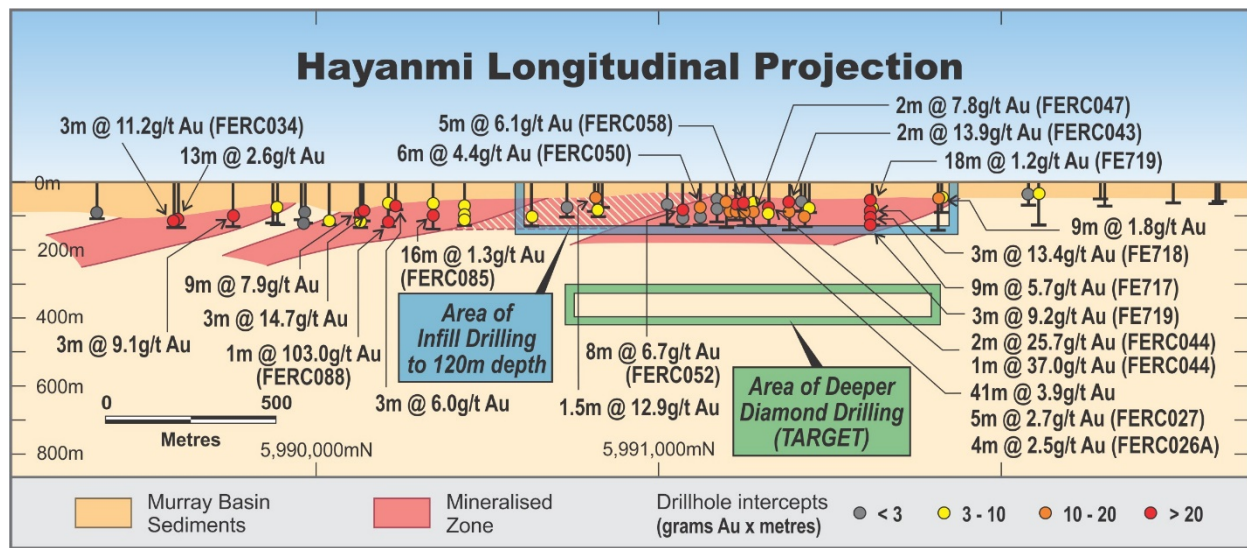 Hayanmi Longitudinal Projection
3m @ 11.2g/t Au (FERC034)
13m @ 2.6g/t Au
5m @ 6.1g/t Au (FERC058)
6m @ 4.4g/t Au (FERC050)
2m @ 7.8g/t Au (FERC047)
2m @ 13.9g/t Au (FERC043)
18m @ 1.2g/t Au (FE719)
0m
200m
400m
600m
800m
3m @ 9.1g/t Au
9m @ 7.9g/t Au
3m @ 14.7g/t Au
1m @ 103.0g/t Au
(FERC088)
3m @ 6.0g/t Au
16m @ 1.3g/t Au
(FERC085)
Area of
Infill Drilling
to 120m depth
8m @ 6.7g/t Au
(FERC052)
1.5m @ 12.9g/t Au
Area of Deeper
Diamond Drilling
(TARGET)
9m @ 1.8g/t Au
3m @ 13.4g/t Au (FE718)
9m @ 5.7g/t Au (FE717)
3m @ 9.2g/t Au (FE719)
2m @ 25.7g/t Au (FERC044)
1m @ 37.0g/t Au (FERC044)
41m @ 3.9g/t Au
5m @ 2.7g/t Au (FERC027)
4m @ 2.5g/t Au (FERC026A)
0 500
Metres
5,990,000mN
5,991,000mN
Murray Basin
Sediments
Mineralised
Zone
Drillhole intercepts
(grams Au x metres)
< 3
3 - 10
10 - 20
> 20